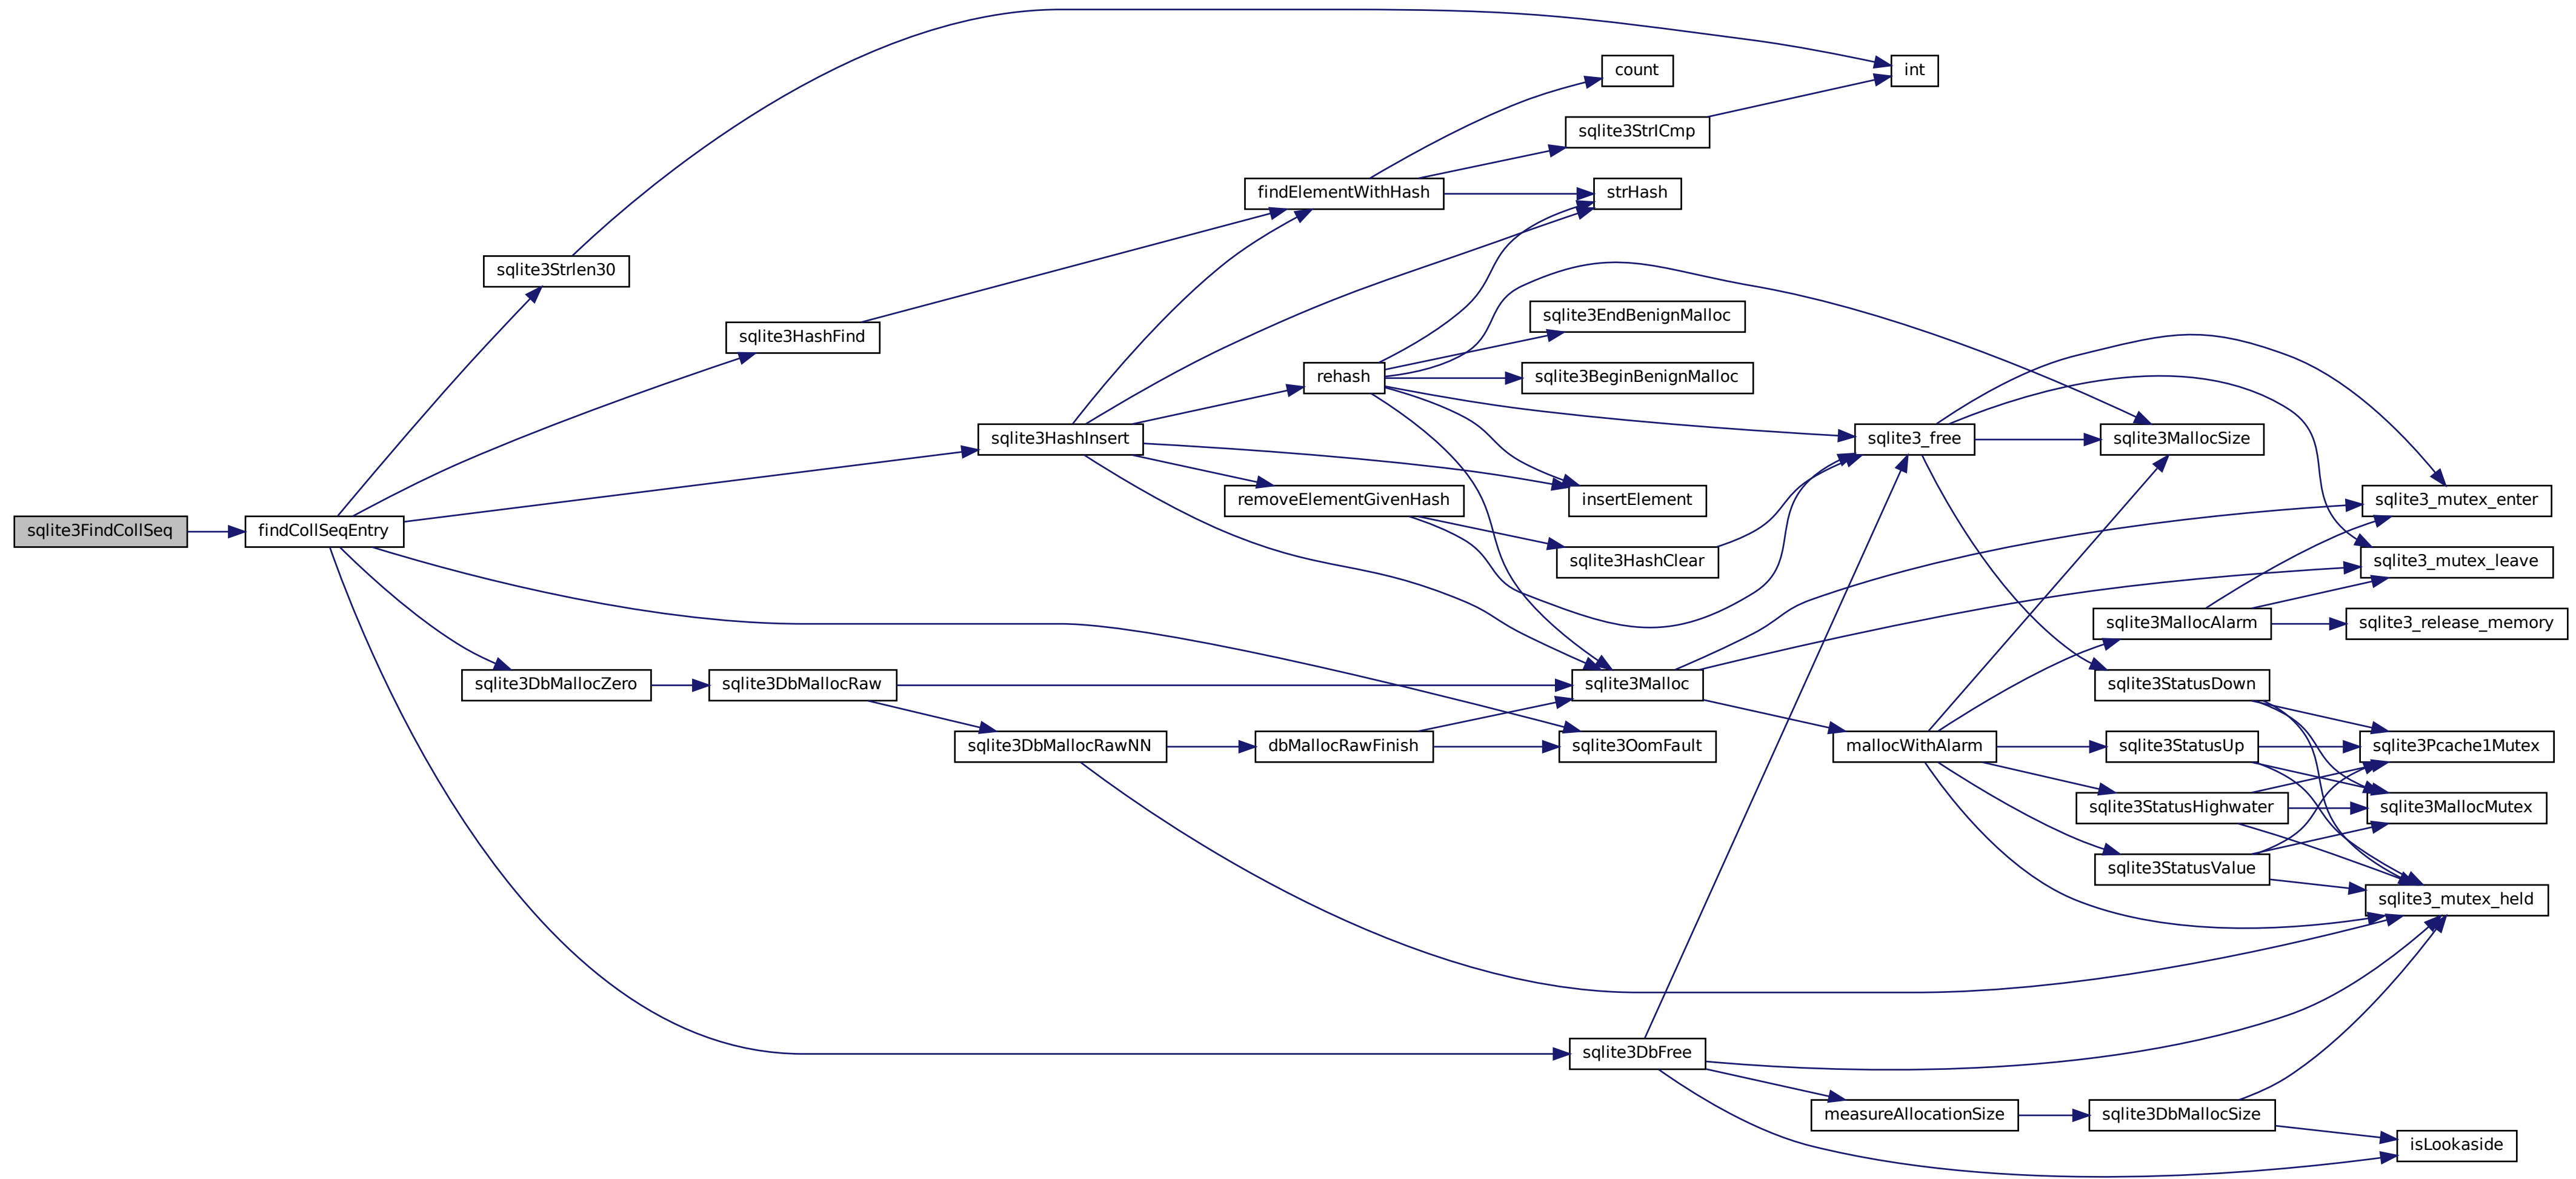 sqlite3FindCollSeq
findCollSeqEntry
sqlite3Strlen30
sqlite3HashFind
sqlite3HashInsert
sqlite3DbMallocZero
sqlite3DbMallocRaw
sqlite3DbMallocRawNN
findElementWithHash
rehash
removeElementGivenHash
dbMallocRawFinish
count
sqlite3StrICmp
strHash
sqlite3EndBenignMalloc
sqlite3BeginBenignMalloc
insertElement
sqlite3HashClear
sqlite3Malloc
sqlite3OomFault
sqlite3DbFree
int
sqlite3_free
mallocWithAlarm
measureAllocationSize
sqlite3MallocSize
sqlite3MallocAlarm
sqlite3StatusDown
sqlite3StatusUp
sqlite3StatusHighwater
sqlite3StatusValue
sqlite3DbMallocSize
sqlite3_mutex_enter
sqlite3_mutex_leave
sqlite3_release_memory
sqlite3Pcache1Mutex
sqlite3MallocMutex
sqlite3_mutex_held
isLookaside